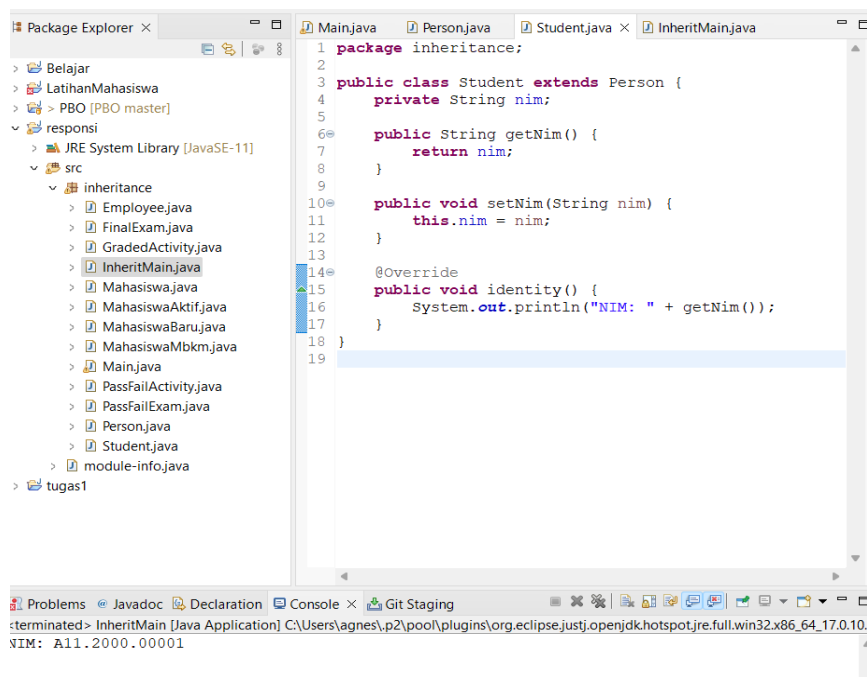 Package Explorer
Belajar
LatihanMahasiswa
> PBO [PBO master]
responsi
JRE System Library [JavaSE-11]
src
inheritance
Employee.java
FinalExam.java
GradedActivity.java
InheritMain.java
Mahasiswa.java
MahasiswaAktif.java
MahasiswaBaru.java
MahasiswaMbkm.java
Main.java
PassFailActivity.java
PassFailExam.java
Person.java
Student.java
module-info.java
tugas1
Main.java Person.java Student.java InheritMain.java
1 package inheritance;
2
3 public class Student extends Person {
4 private String nim;
5
6 public String getNim() {
7 return nim;
8 }
9
10 public void setNim(String nim) {
11 this.nim = nim;
12 }
13
14 @Override
15 public void identity() {
16 System.out.println("NIM: " + getNim());
17 }
18 }
19
Problems @ Javadoc Declaration Console Git Staging
<terminated> InheritMain [Java Application] C:\Users\agnes\.p2\pool\plugins\org.eclipse.justj.openjdk.hotspot.jre.full.win32.x86_64_17.0.10.
NIM: A11.2000.00001